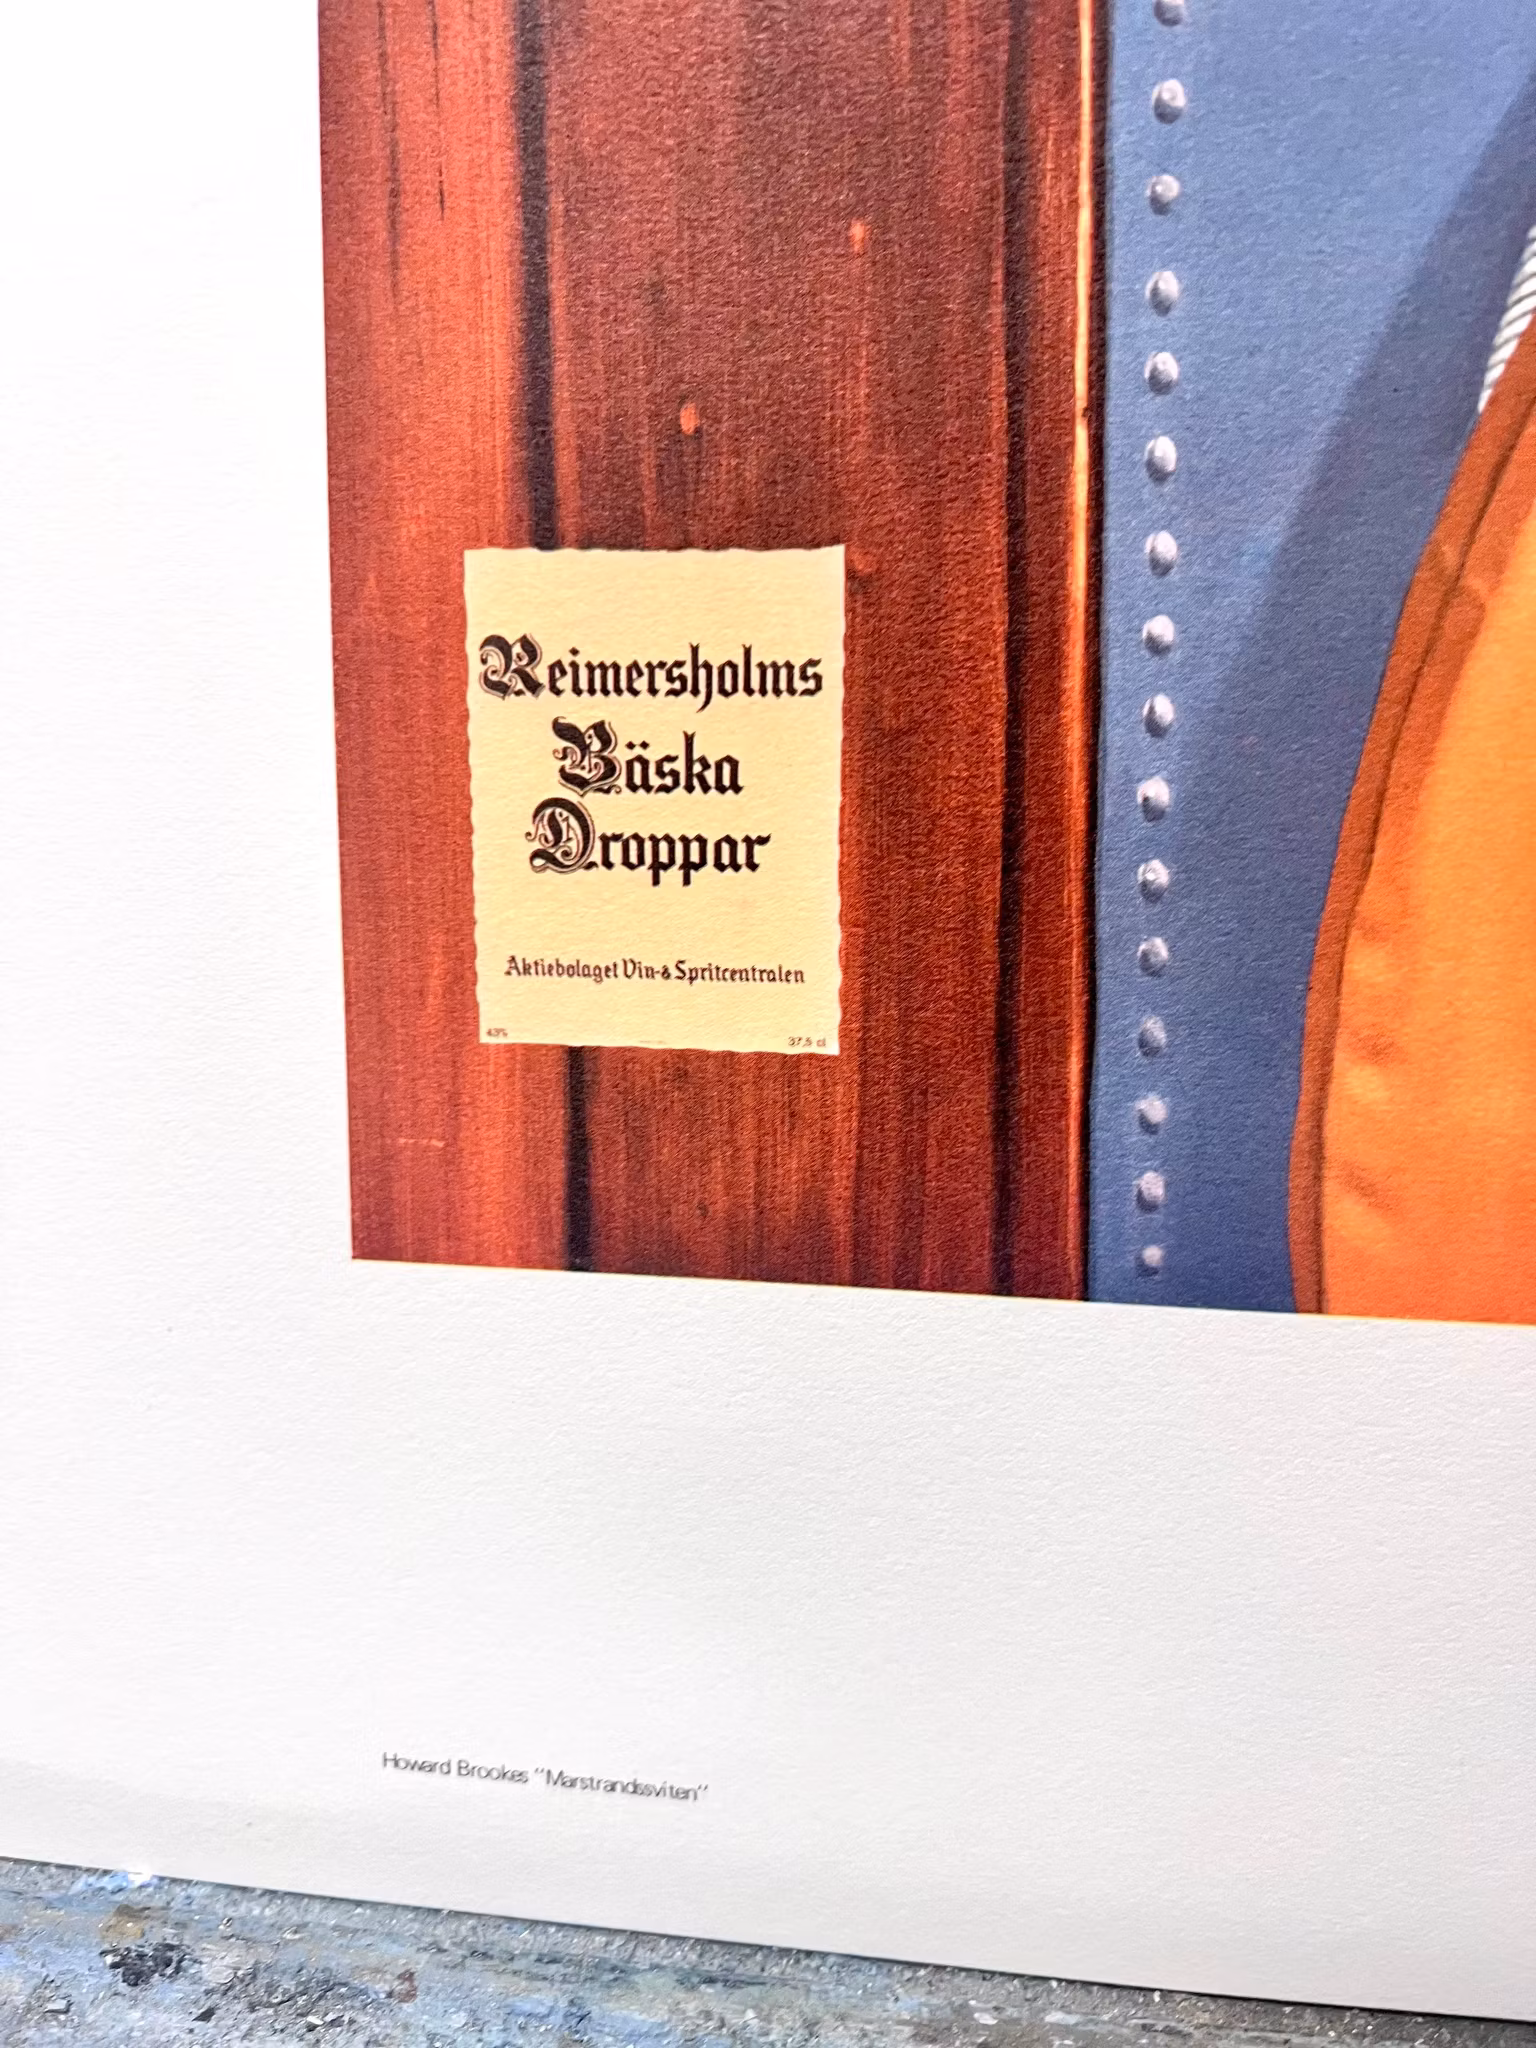 Reimersholms
Bäska
Droppar
Aktiebolaget Vin-& Spritcentralen
43%
37,5 cl
Howard Brookes "Marstrandssviten"